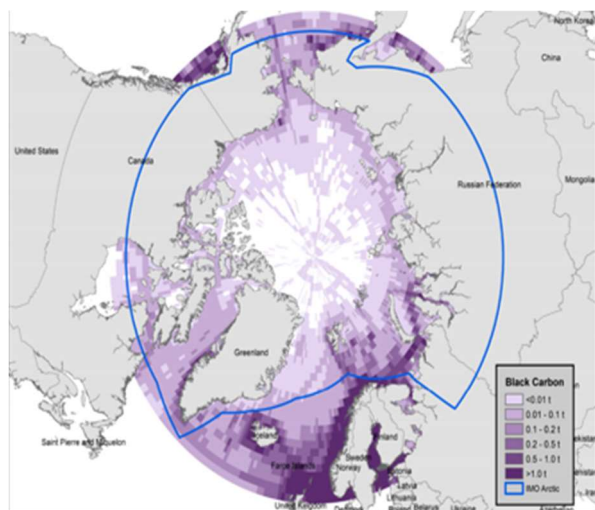 North Korea
China
United States
Canada
Mongolia
Russian Federation
Greenland
Saint Pierre and Miquelon
Iceland
Faroe Islands
Sweden
Norway
Finland
Estonia
Latvia
Lithuania
Belarus
United Kingdom
Black Carbon
<0.01 t
0.01 - 0.1 t
0.1 - 0.2 t
0.2 - 0.5 t
0.5 - 1.0 t
>1.0 t
IMO Arctic